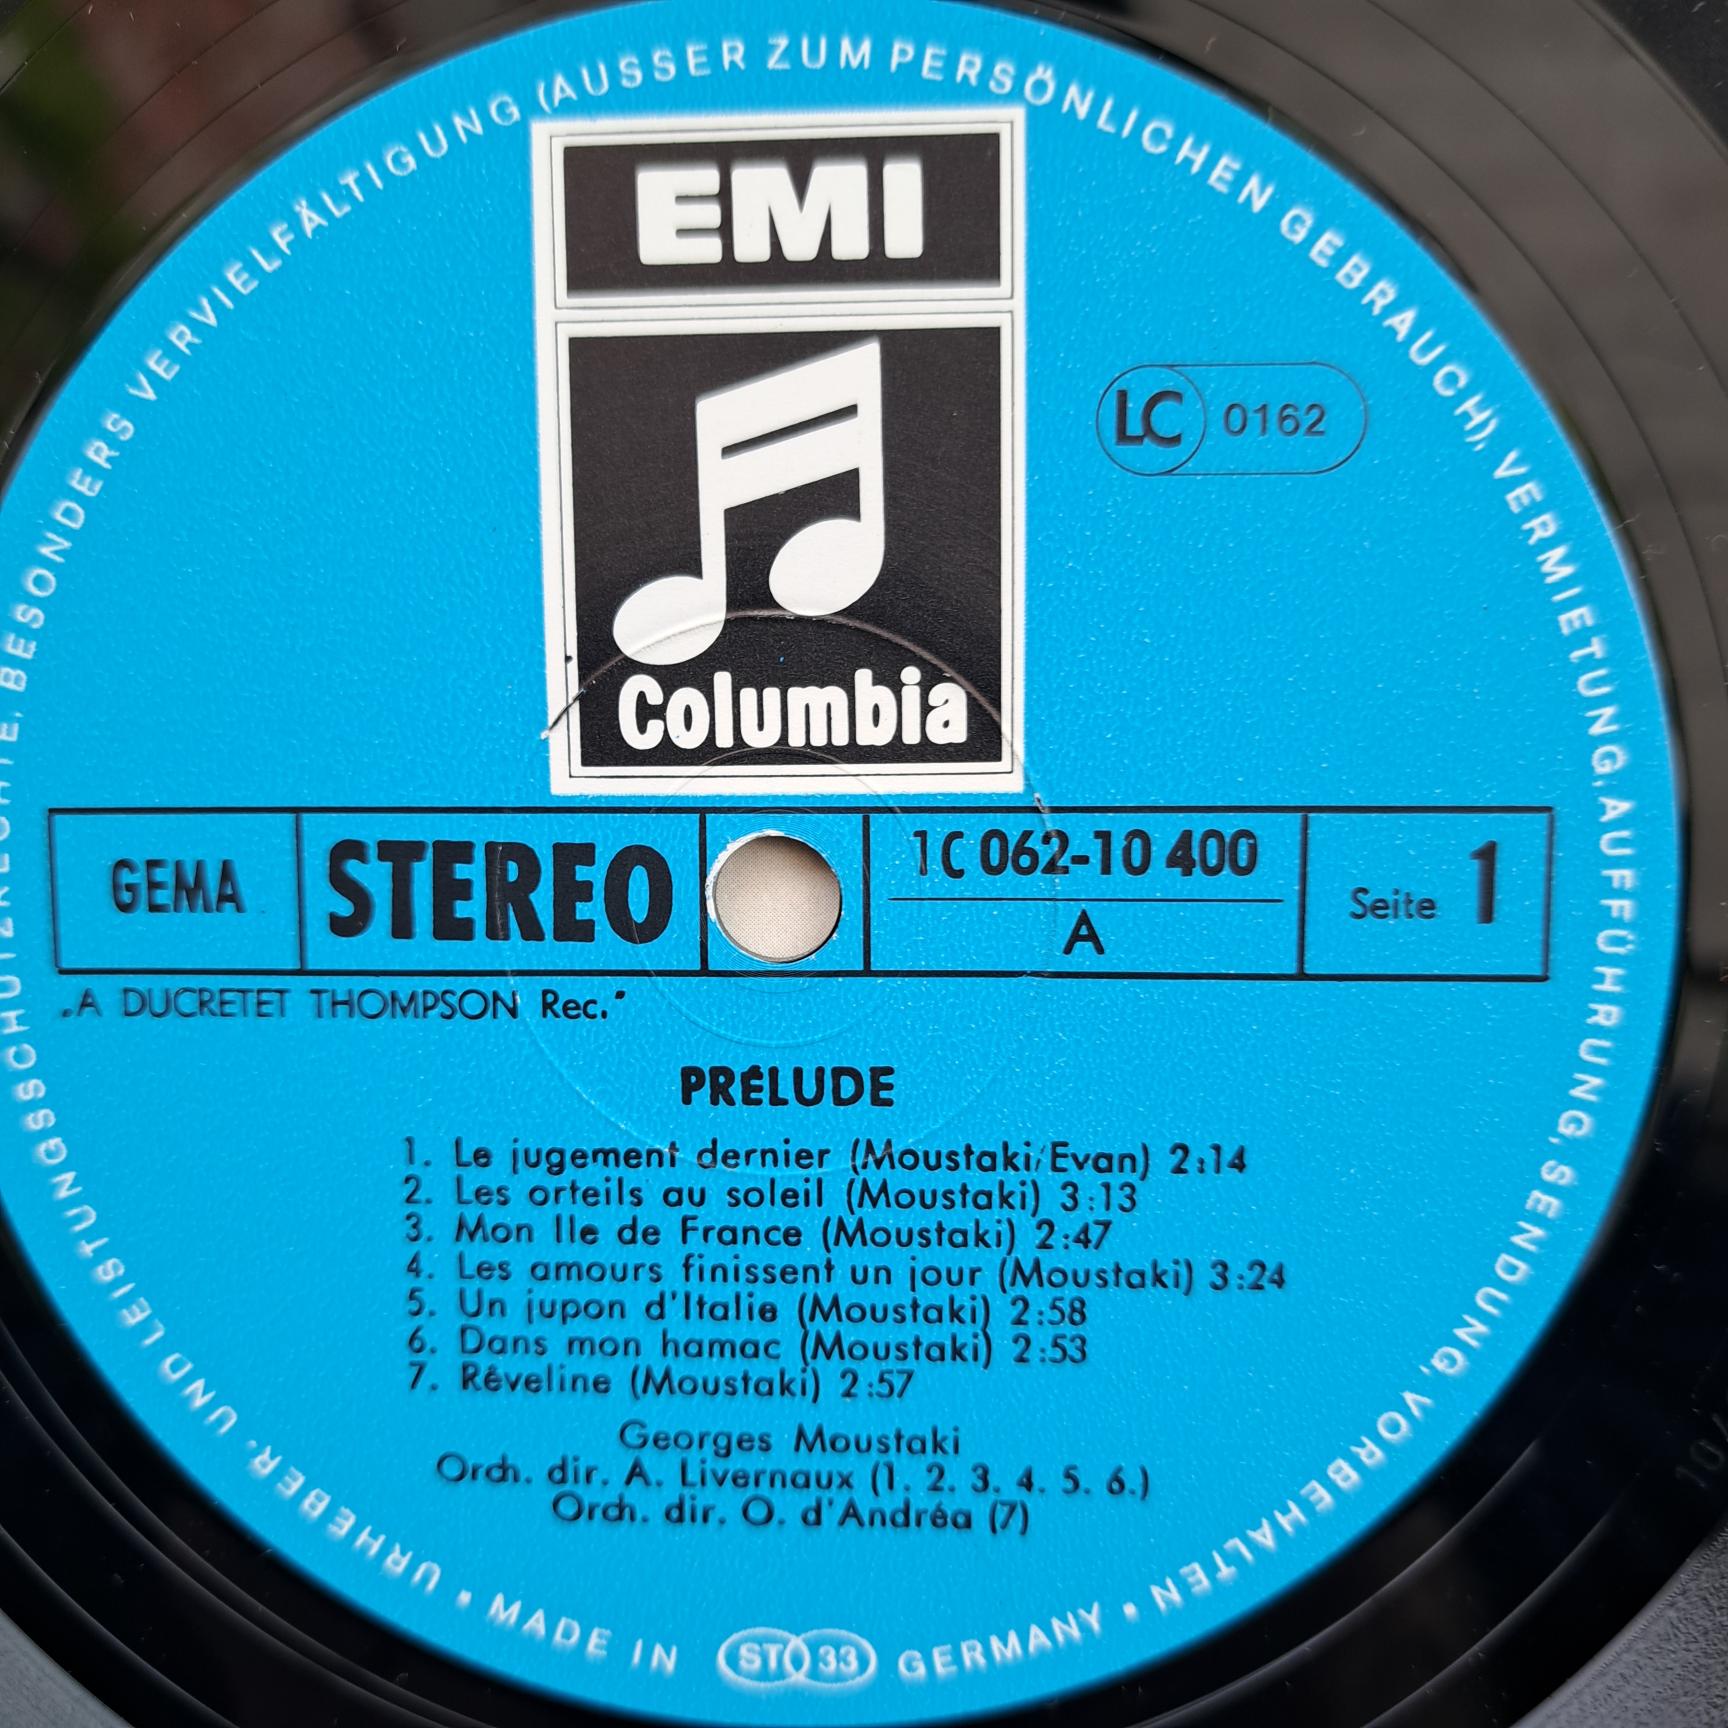 URHEBER- UND LEISTUNGSSCHUTZRECHTE, BESONDERS VERVIELFÄLTIGUNG (AUSSER ZUM PERSÖNLICHEN GEBRAUCH), VERMIETUNG, AUFFÜHRUNG, SENDUNG, VORBEHALTEN •
EMI
Columbia
LC 0162
GEMA
STEREO
1C 062-10 400
A
Seite 1
„A DUCRETET THOMPSON Rec."
PRÉLUDE
1. Le jugement dernier (Moustaki/Evan) 2:14
2. Les orteils au soleil (Moustaki) 3:13
3. Mon Ile de France (Moustaki) 2:47
4. Les amours finissent un jour (Moustaki) 3:24
5. Un jupon d'Italie (Moustaki) 2:58
6. Dans mon hamac (Moustaki) 2:53
7. Rêveline (Moustaki) 2:57
Georges Moustaki
Orch. dir. A. Livernaux (1. 2. 3. 4. 5. 6.)
Orch. dir. O. d'Andréa (7)
• MADE IN ST 33 GERMANY